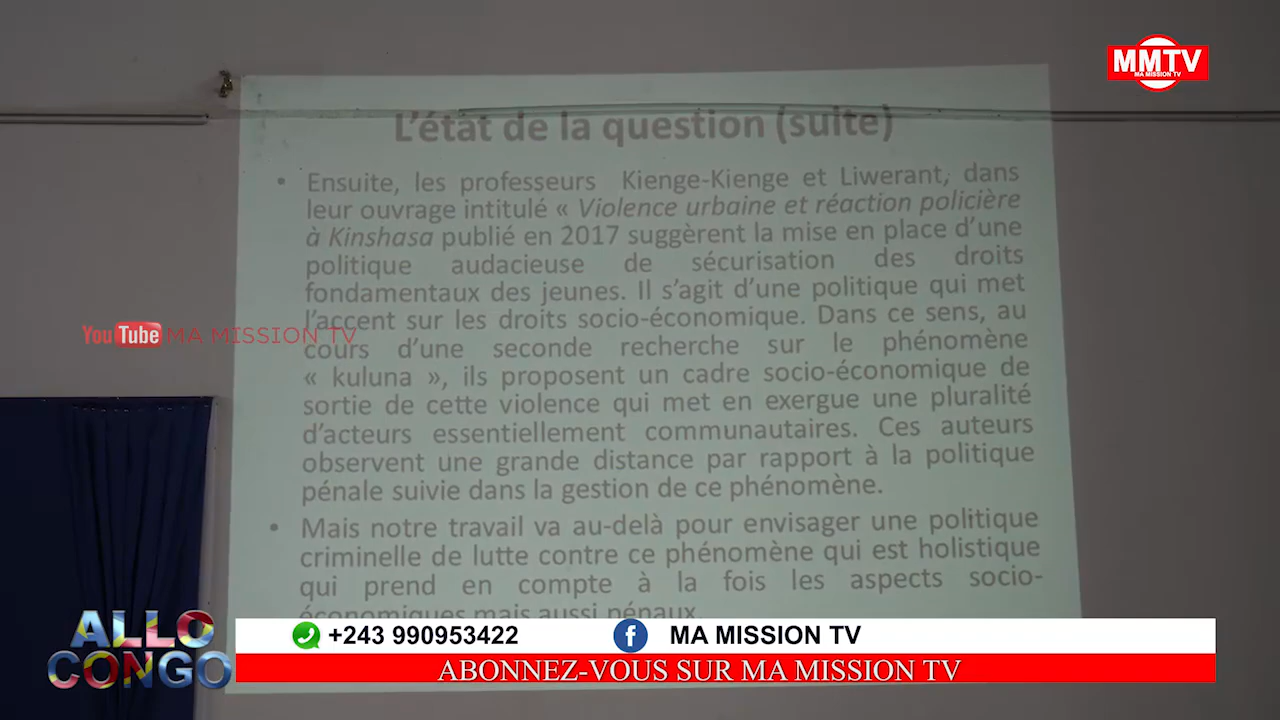 MMTV
MA MISSION TV
L'état de la question (suite)
• Ensuite, les professeurs Kienge-Kienge et Liwerant, dans
leur ouvrage intitulé « Violence urbaine et réaction policière
à Kinshasa publié en 2017 suggèrent la mise en place d'une
politique audacieuse de sécurisation des droits
fondamentaux des jeunes. Il s'agit d'une politique qui met
l'accent sur les droits socio-économique. Dans ce sens, au
YouTube MA MISSION TV
cours d'une seconde recherche sur le phénomène
« kuluna », ils proposent un cadre socio-économique de
sortie de cette violence qui met en exergue une pluralité
d'acteurs essentiellement communautaires. Ces auteurs
observent une grande distance par rapport à la politique
pénale suivie dans la gestion de ce phénomène.
• Mais notre travail va au-delà pour envisager une politique
criminelle de lutte contre ce phénomène qui est holistique
qui prend en compte à la fois les aspects socio-
économiques mais aussi pénaux.
ALLO
CONGO
+243 990953422
MA MISSION TV
ABONNEZ-VOUS SUR MA MISSION TV